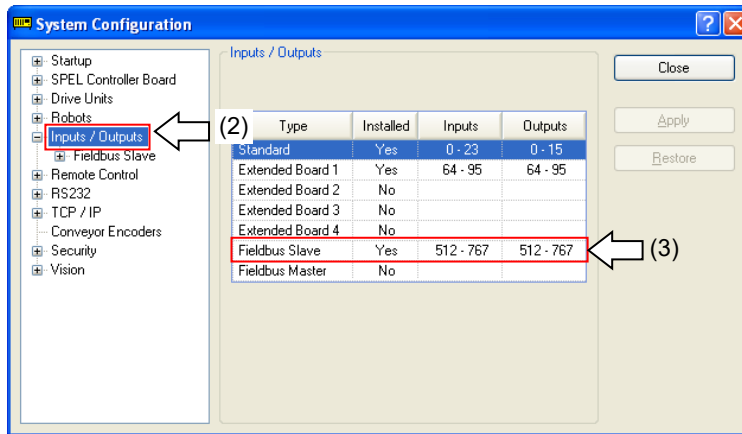 System Configuration
Startup
SPEL Controller Board
Drive Units
Robots
Inputs / Outputs
Fieldbus Slave
Remote Control
RS232
TCP / IP
Conveyor Encoders
Security
Vision
(2)
Inputs / Outputs
Type Installed Inputs Outputs
Standard Yes 0 - 23 0 - 15
Extended Board 1 Yes 64 - 95 64 - 95
Extended Board 2 No
Extended Board 3 No
Extended Board 4 No
Fieldbus Slave Yes 512 - 767 512 - 767
Fieldbus Master No
(3)
Close
Apply
Restore